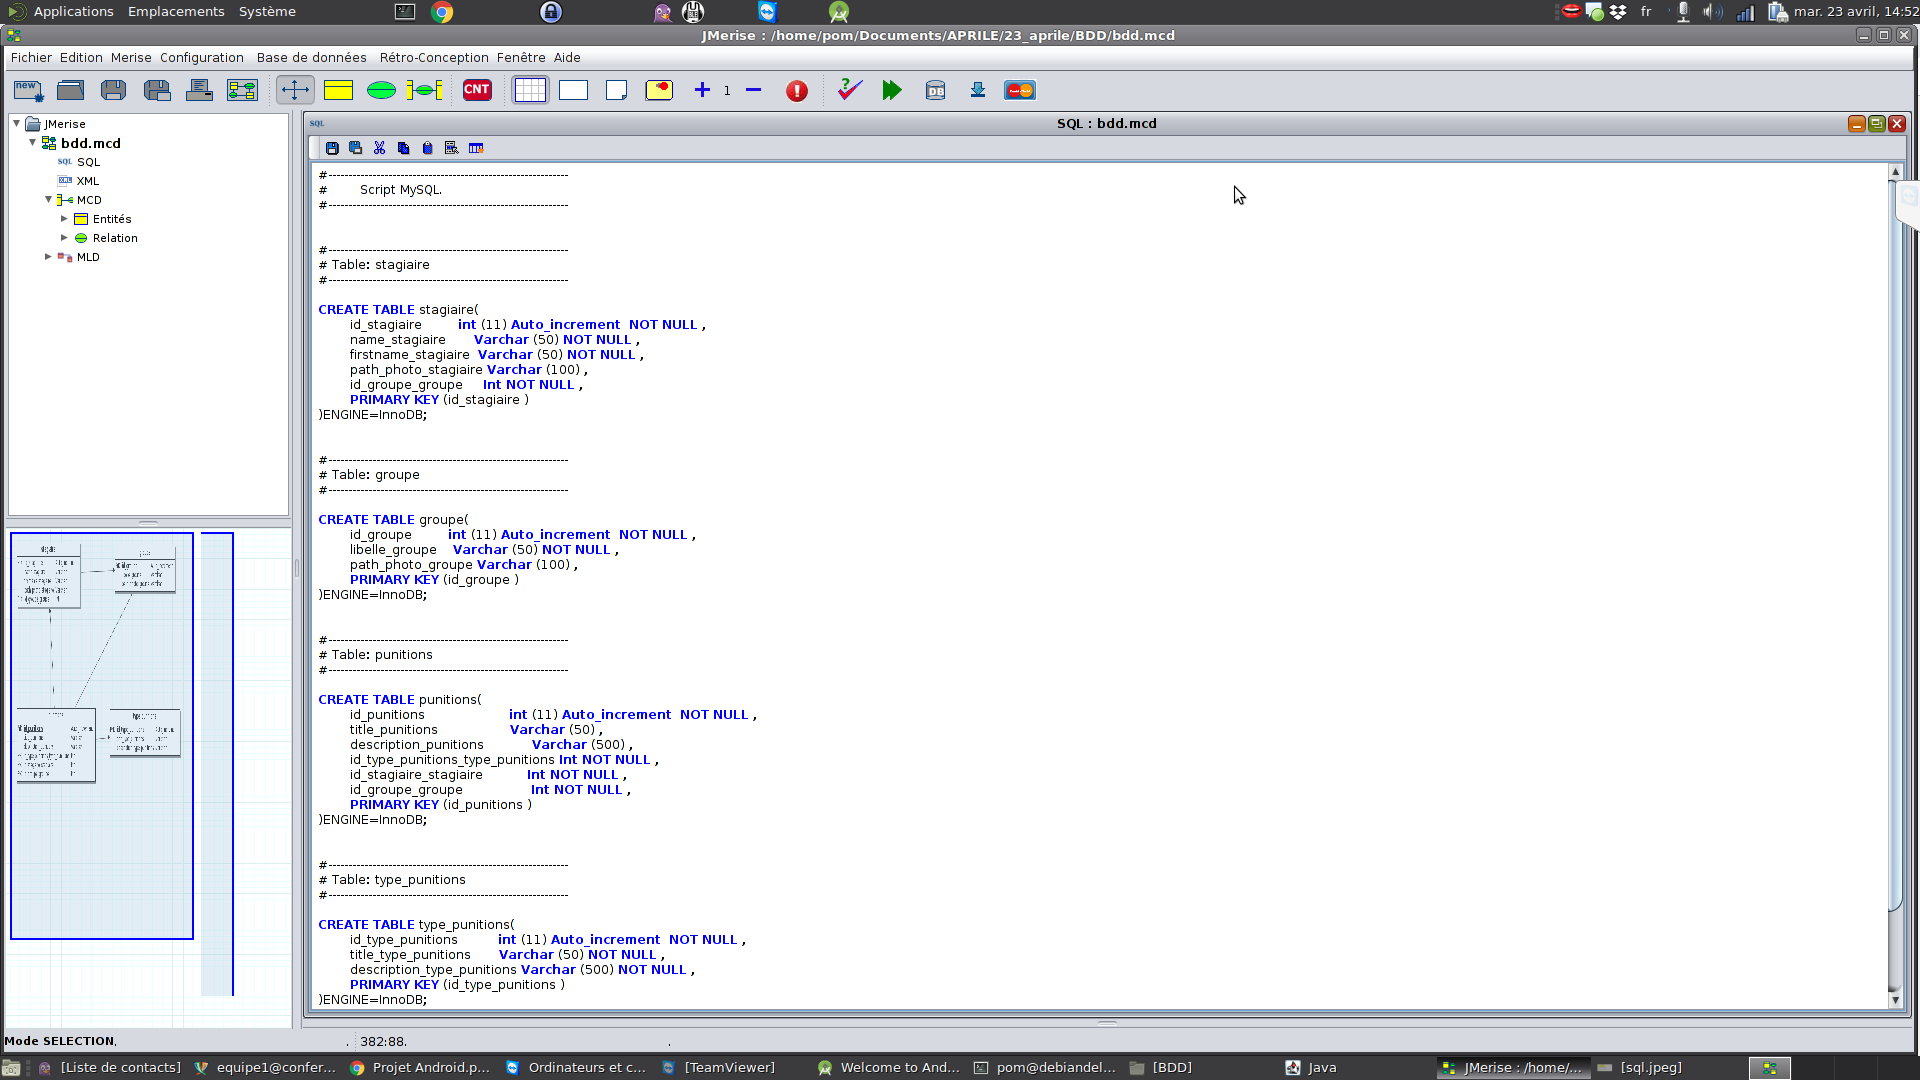 Applications Emplacements Système fr mar. 23 avril, 14:52
JMerise : /home/pom/Documents/APRILE/23_aprile/BDD/bdd.mcd
Fichier Edition Merise Configuration Base de données Rétro-Conception Fenêtre Aide
new CNT 1 DB
JMerise
bdd.mcd
SQL SQL
XML
MCD
Entités
Relation
MLD
SQL SQL : bdd.mcd
#------------------------------------------------------------
# Script MySQL.
#------------------------------------------------------------
#------------------------------------------------------------
# Table: stagiaire
#------------------------------------------------------------
CREATE TABLE stagiaire(
id_stagiaire int (11) Auto_increment NOT NULL ,
name_stagiaire Varchar (50) NOT NULL ,
firstname_stagiaire Varchar (50) NOT NULL ,
path_photo_stagiaire Varchar (100) ,
id_groupe_groupe Int NOT NULL ,
PRIMARY KEY (id_stagiaire )
)ENGINE=InnoDB;
#------------------------------------------------------------
# Table: groupe
#------------------------------------------------------------
CREATE TABLE groupe(
id_groupe int (11) Auto_increment NOT NULL ,
libelle_groupe Varchar (50) NOT NULL ,
path_photo_groupe Varchar (100) ,
PRIMARY KEY (id_groupe )
)ENGINE=InnoDB;
#------------------------------------------------------------
# Table: punitions
#------------------------------------------------------------
CREATE TABLE punitions(
id_punitions int (11) Auto_increment NOT NULL ,
title_punitions Varchar (50) ,
description_punitions Varchar (500) ,
id_type_punitions_type_punitions Int NOT NULL ,
id_stagiaire_stagiaire Int NOT NULL ,
id_groupe_groupe Int NOT NULL ,
PRIMARY KEY (id_punitions )
)ENGINE=InnoDB;
#------------------------------------------------------------
# Table: type_punitions
#------------------------------------------------------------
CREATE TABLE type_punitions(
id_type_punitions int (11) Auto_increment NOT NULL ,
title_type_punitions Varchar (50) NOT NULL ,
description_type_punitions Varchar (500) NOT NULL ,
PRIMARY KEY (id_type_punitions )
)ENGINE=InnoDB;
Mode SELECTION. . 382:88. .
[Liste de contacts] equipe1@confer... Projet Android.p... Ordinateurs et c... [TeamViewer] Welcome to And... pom@debiandel... [BDD] Java JMerise : /home/... [sql.jpeg]